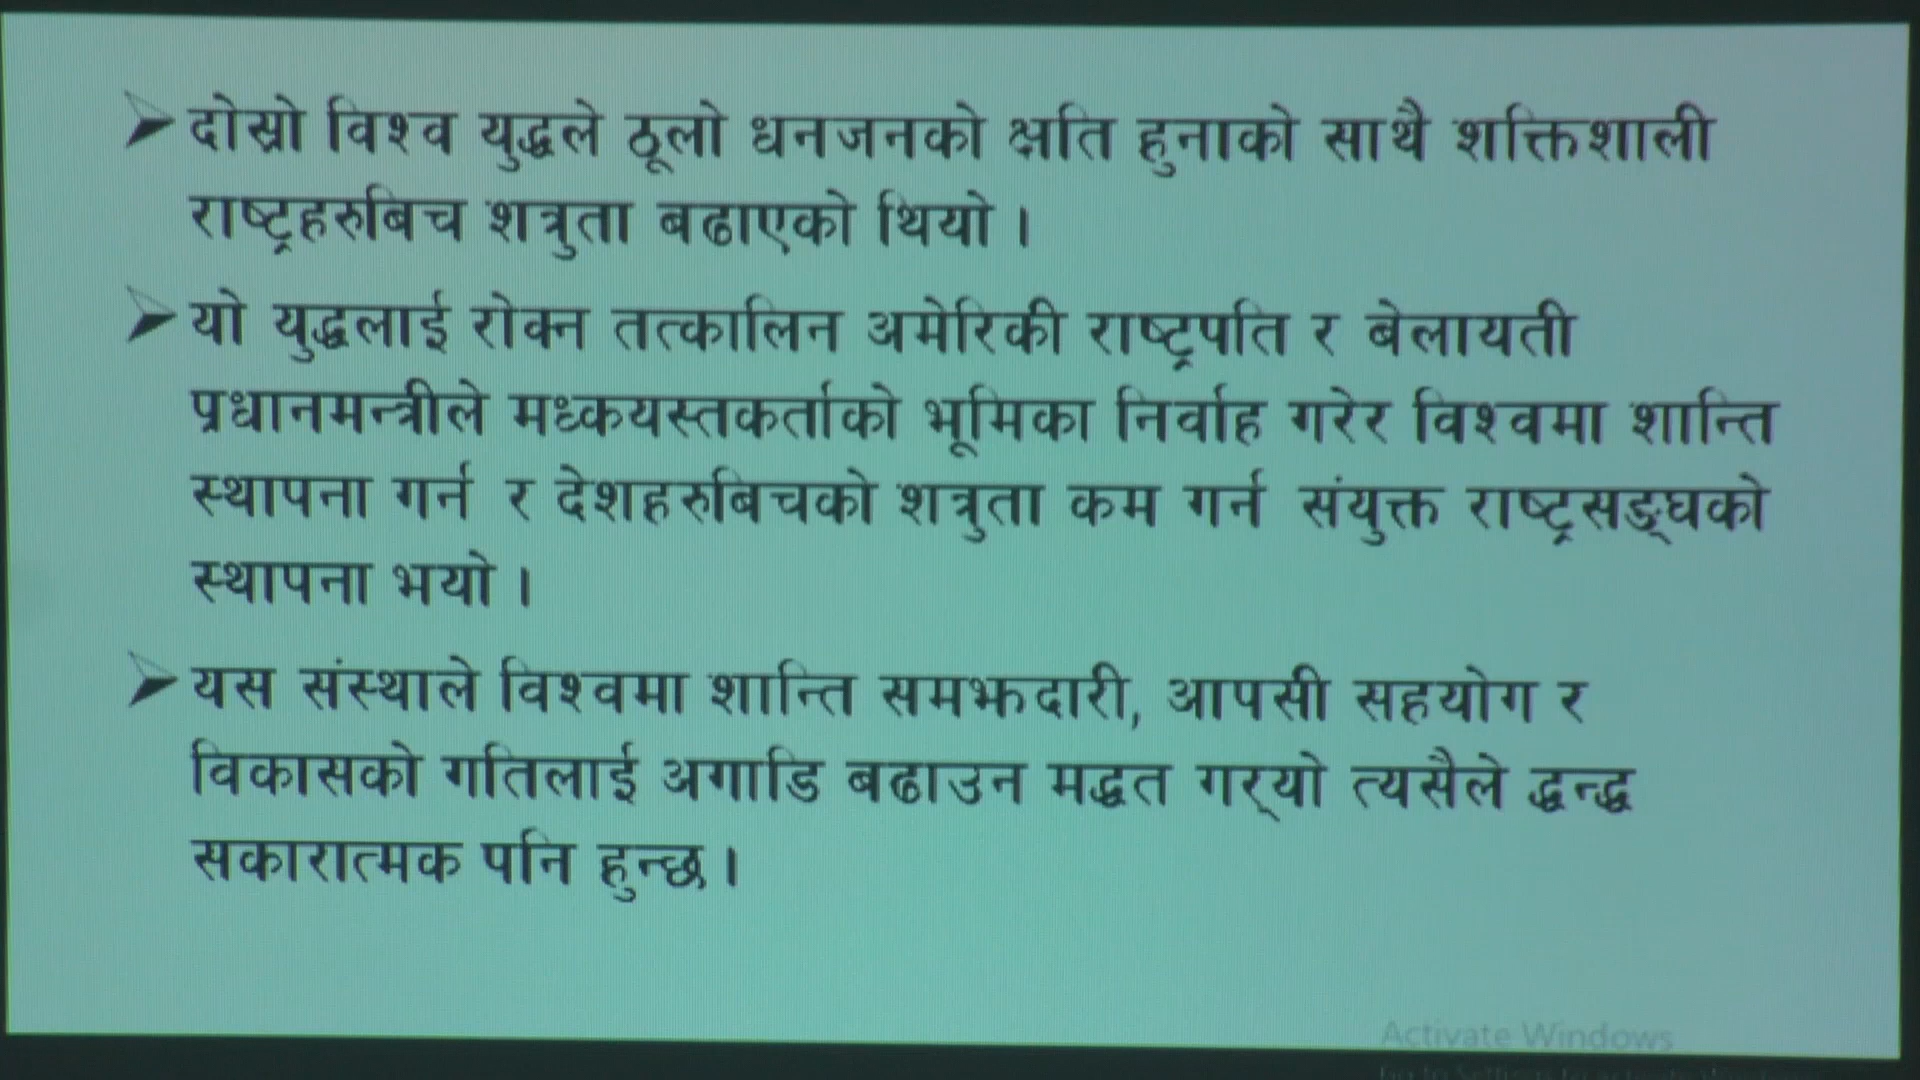 ➤ दोस्रो विश्व युद्धले ठूलो धनजनको क्षति हुनाको साथै शक्तिशाली
राष्ट्रहरुबिच शत्रुता बढाएको थियो ।
➤ यो युद्धलाई रोक्न तत्कालिन अमेरिकी राष्ट्रपति र बेलायती
प्रधानमन्त्रीले मध्कयस्तकर्ताको भूमिका निर्वाह गरेर विश्वमा शान्ति
स्थापना गर्न र देशहरुबिचको शत्रुता कम गर्न संयुक्त राष्ट्रसङ्घको
स्थापना भयो ।
➤ यस संस्थाले विश्वमा शान्ति समझदारी, आपसी सहयोग र
विकासको गतिलाई अगाडि बढाउन मद्धत गर्‍यो त्यसैले द्धन्द्ध
सकारात्मक पनि हुन्छ ।
Activate Windows